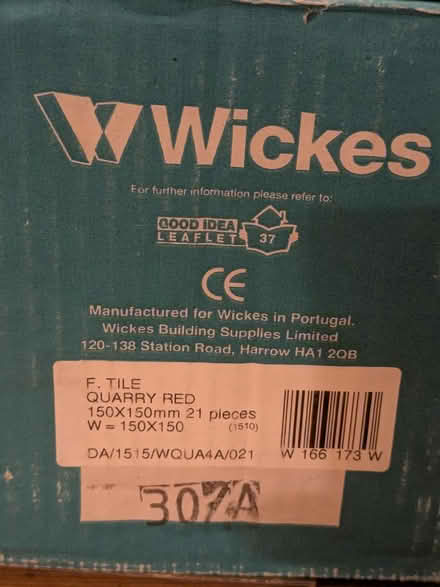 Wickes
For further information please refer to:
GOOD IDEA
LEAFLET 37
CE
Manufactured for Wickes in Portugal.
Wickes Building Supplies Limited
120-138 Station Road, Harrow HA1 2QB
F. TILE
QUARRY RED
150X150mm 21 pieces
W = 150X150 (1510)
DA/1515/WQUA4A/021
W 166 173 W
307A